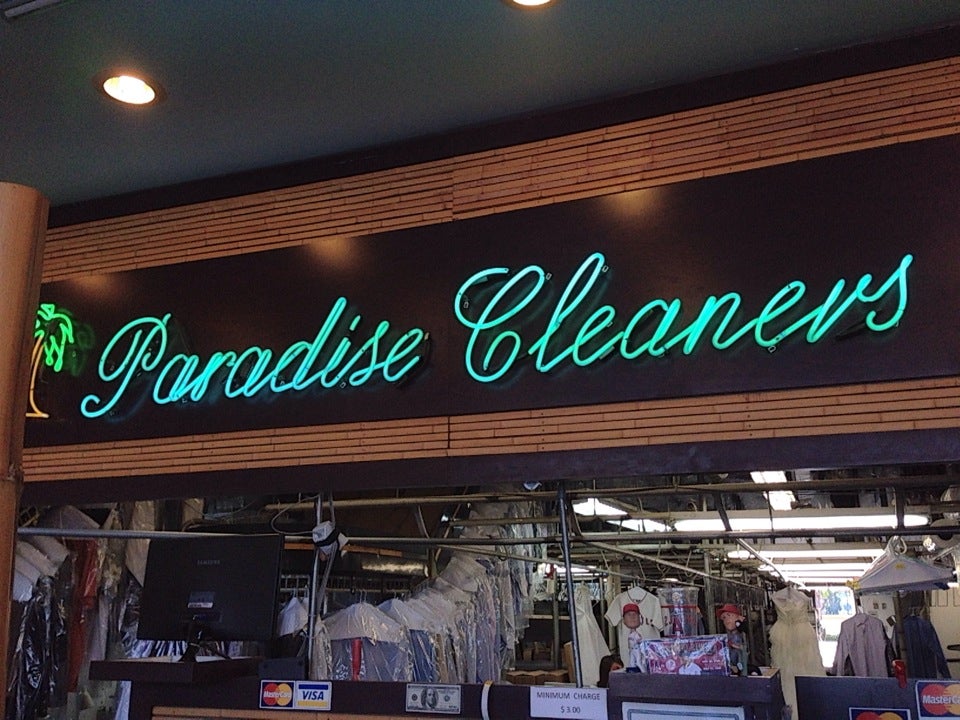 Paradise Cleaners
SAMSUNG
MasterCard
VISA
MINIMUM CHARGE
$3.00
MasterCard